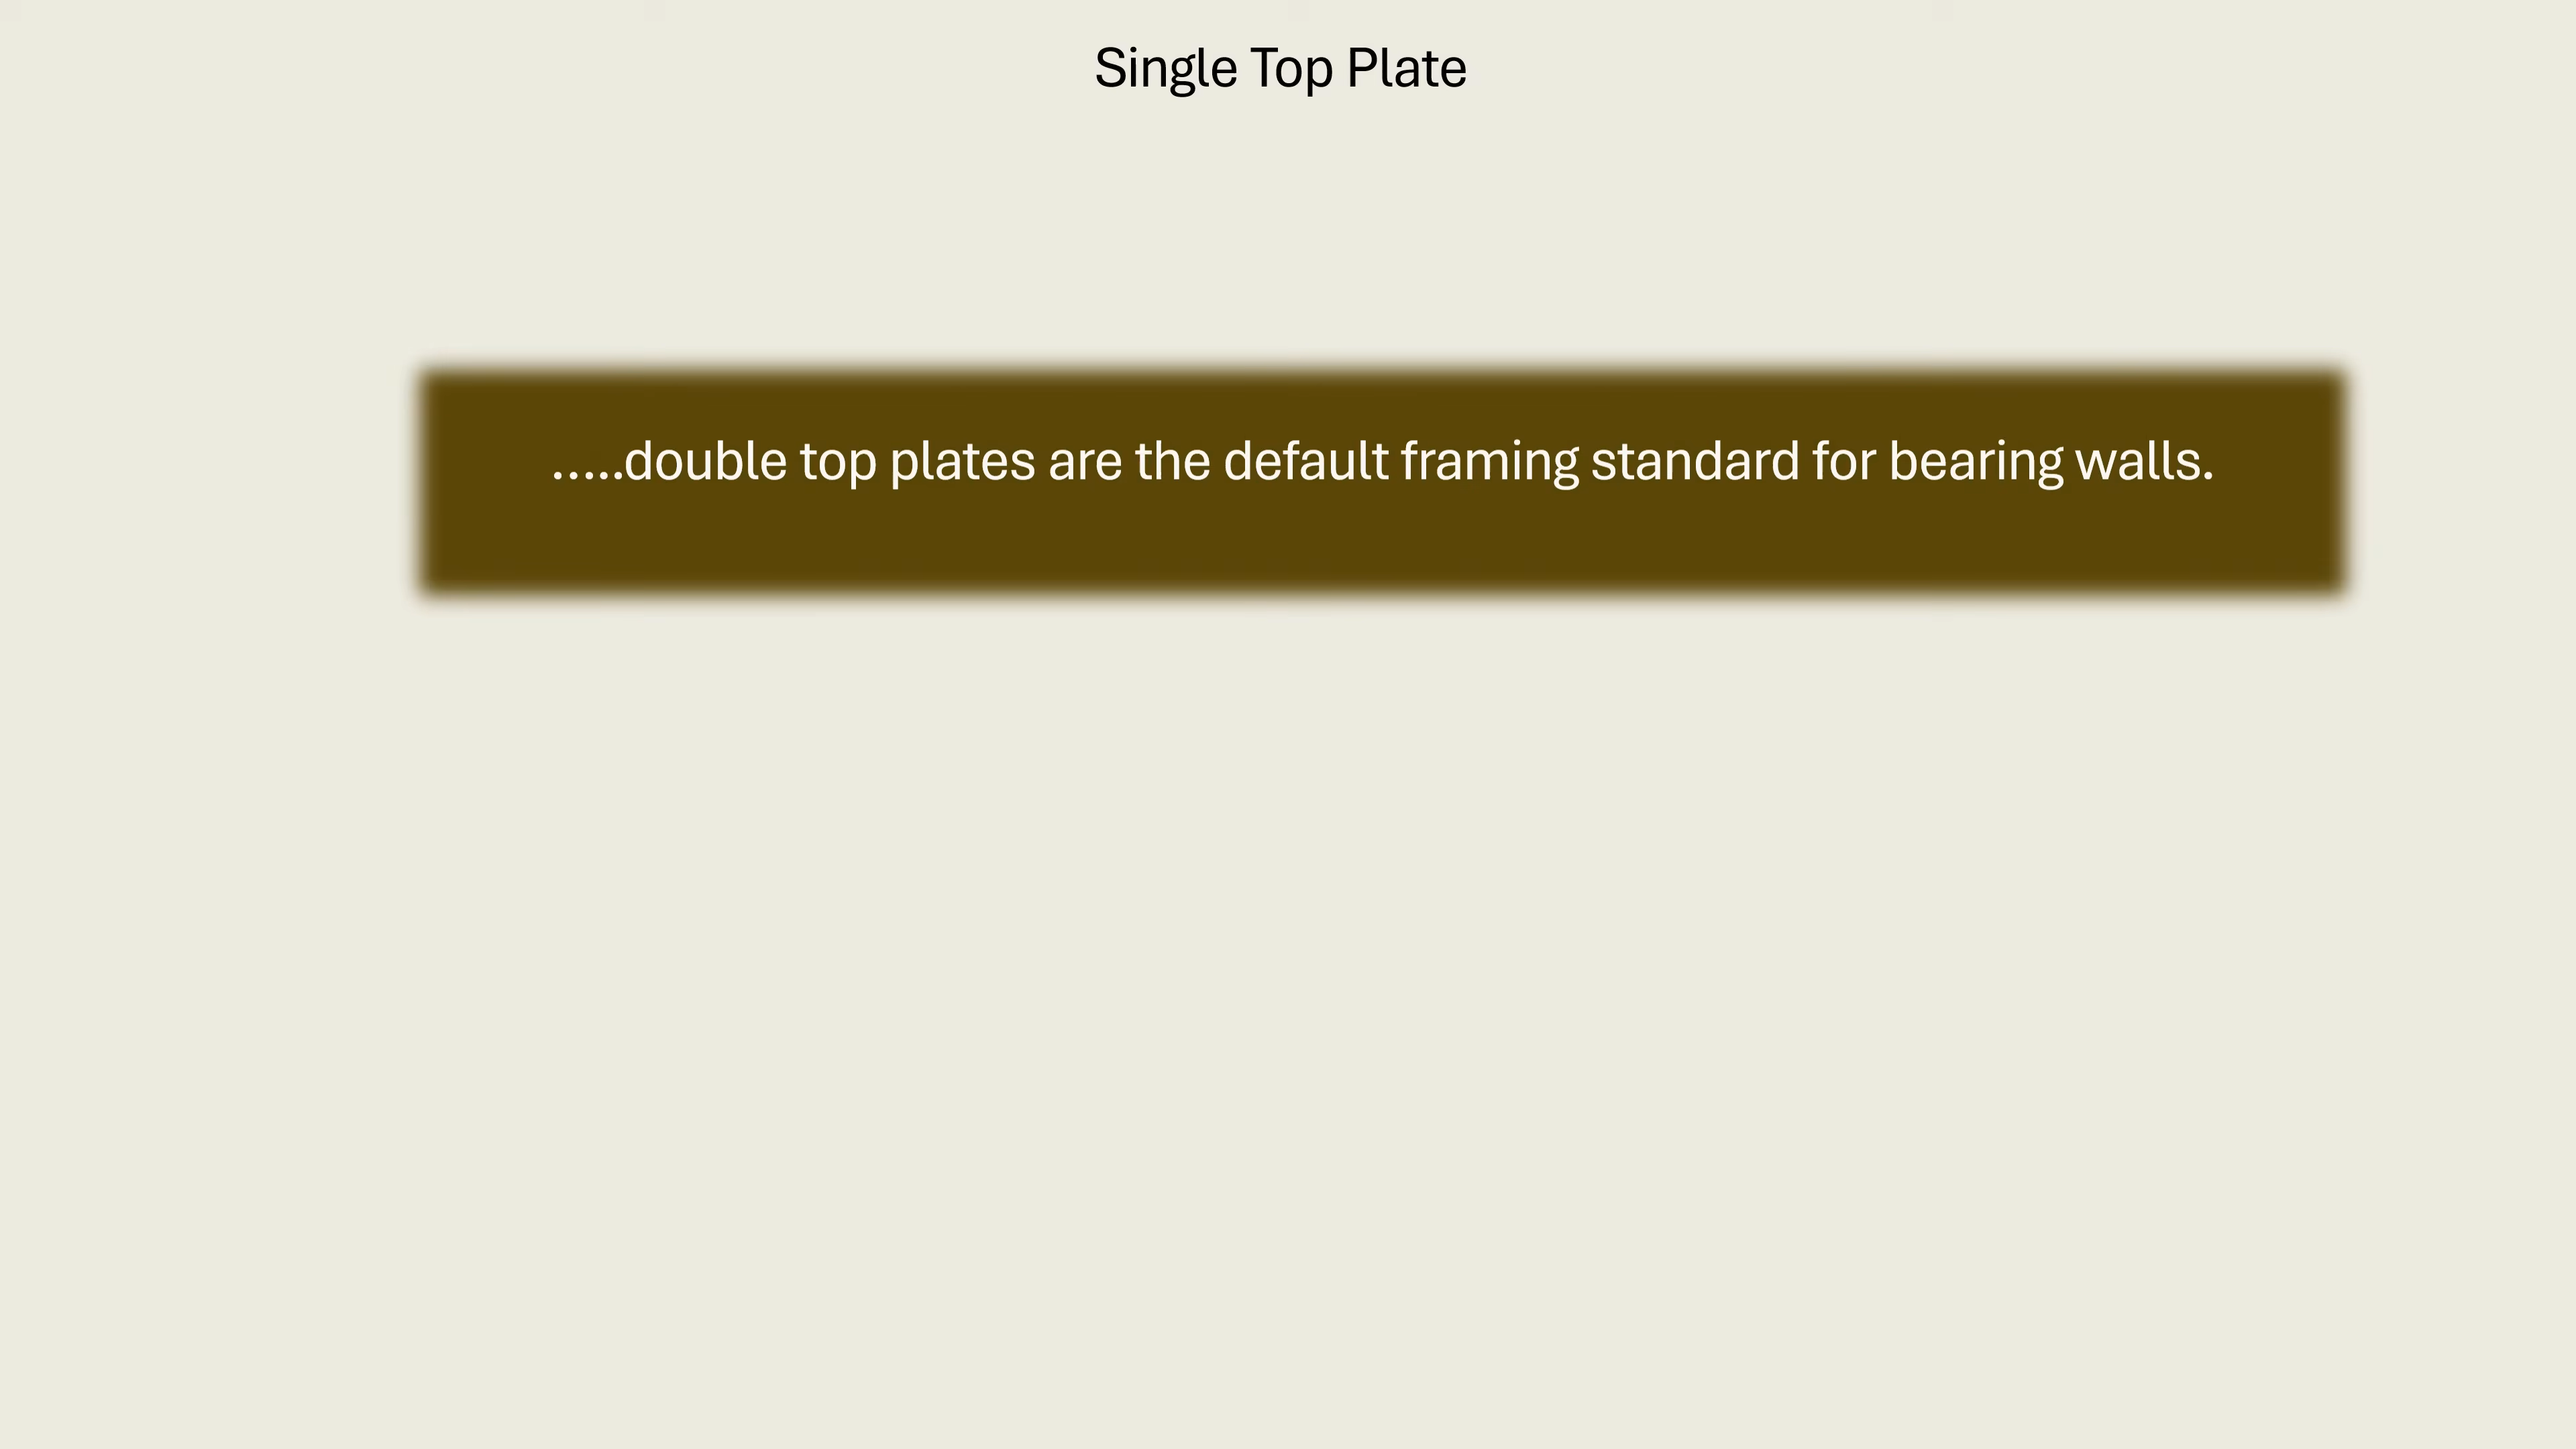 Single Top Plate
.....double top plates are the default framing standard for bearing walls.